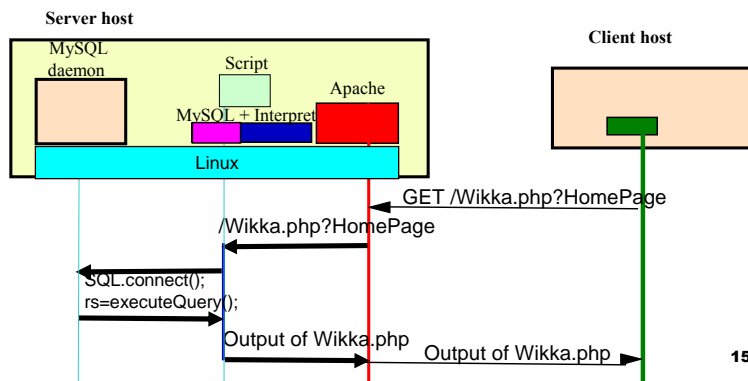 Server host
Client host
MySQL
daemon
Script
Apache
MySQL + Interpret
Linux
GET /Wikka.php?HomePage
/Wikka.php?HomePage
SQL.connect();
rs=executeQuery();
Output of Wikka.php
Output of Wikka.php
15